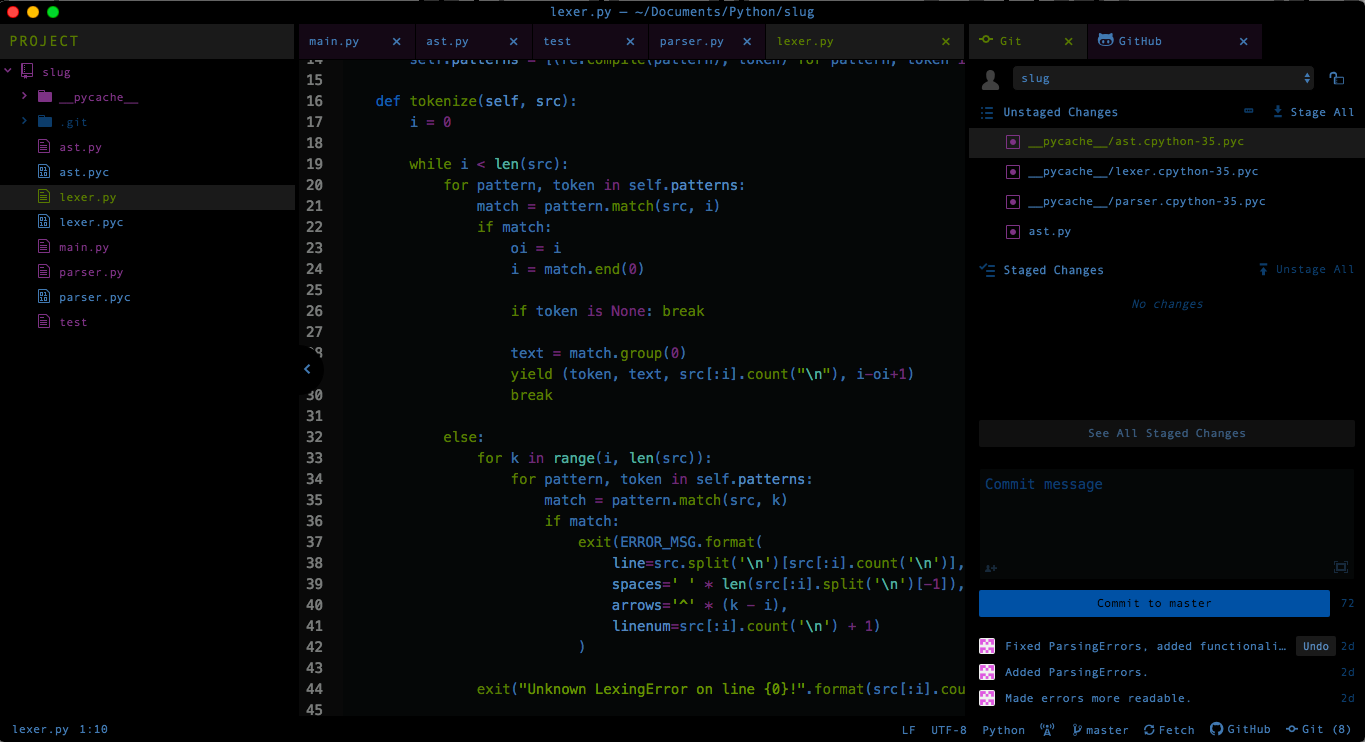 lexer.py — ~/Documents/Python/slug
PROJECT
slug
__pycache__
.git
ast.py
ast.pyc
lexer.py
lexer.pyc
main.py
parser.py
parser.pyc
test
main.py ast.py test parser.py lexer.py
14 self.patterns = [(re.compile(pattern), token) for pattern, token i
15
16 def tokenize(self, src):
17 i = 0
18
19 while i < len(src):
20 for pattern, token in self.patterns:
21 match = pattern.match(src, i)
22 if match:
23 oi = i
24 i = match.end(0)
25
26 if token is None: break
27
28 text = match.group(0)
yield (token, text, src[:i].count("\n"), i-oi+1)
30 break
31
32 else:
33 for k in range(i, len(src)):
34 for pattern, token in self.patterns:
35 match = pattern.match(src, k)
36 if match:
37 exit(ERROR_MSG.format(
38 line=src.split('\n')[src[:i].count('\n')],
39 spaces=' ' * len(src[:i].split('\n')[-1]),
40 arrows='^' * (k - i),
41 linenum=src[:i].count('\n') + 1)
42 )
43
44 exit("Unknown LexingError on line {0}!".format(src[:i].cou
45
Git GitHub
slug
Unstaged Changes Stage All
__pycache__/ast.cpython-35.pyc
__pycache__/lexer.cpython-35.pyc
__pycache__/parser.cpython-35.pyc
ast.py
Staged Changes Unstage All
No changes
See All Staged Changes
Commit message
Commit to master 72
Fixed ParsingErrors, added functionali… Undo 2d
Added ParsingErrors. 2d
Made errors more readable. 2d
lexer.py 1:10 LF UTF-8 Python master Fetch GitHub Git (8)